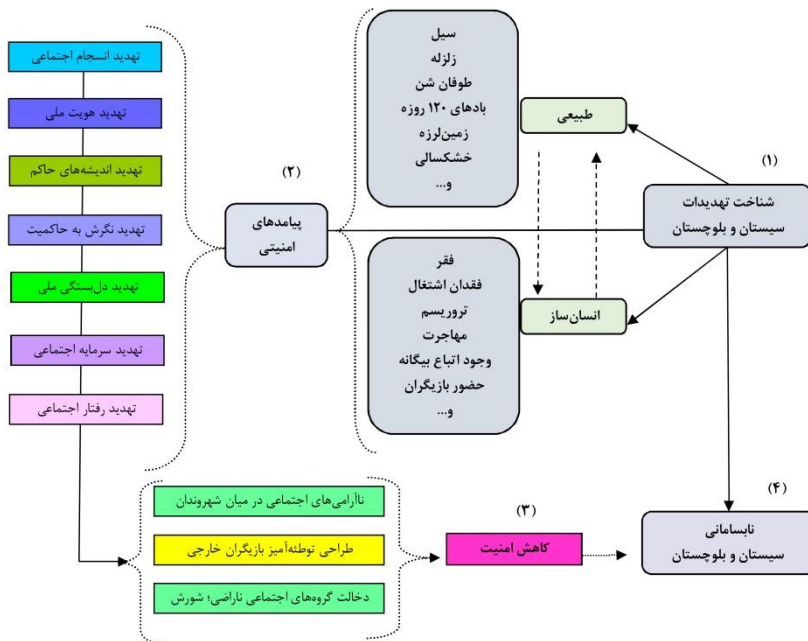 (۱)
شناخت تهدیدات
سیستان و بلوچستان
طبیعی
انسان‌ساز
سیل
زلزله
طوفان شن
بادهای ۱۲۰ روزه
زمین‌لرزه
خشکسالی
و...
فقر
فقدان اشتغال
تروریسم
مهاجرت
وجود اتباع بیگانه
حضور بازیگران
و...
(۲)
پیامدهای
امنیتی
تهدید انسجام اجتماعی
تهدید هویت ملی
تهدید اندیشه‌های حاکم
تهدید نگرش به حاکمیت
تهدید دل‌بستگی ملی
تهدید سرمایه اجتماعی
تهدید رفتار اجتماعی
ناآرامی‌های اجتماعی در میان شهروندان
طراحی توطئه‌آمیز بازیگران خارجی
دخالت گروه‌های اجتماعی ناراضی؛ شورش
(۳)
کاهش امنیت
(۴)
نابسامانی
سیستان و بلوچستان